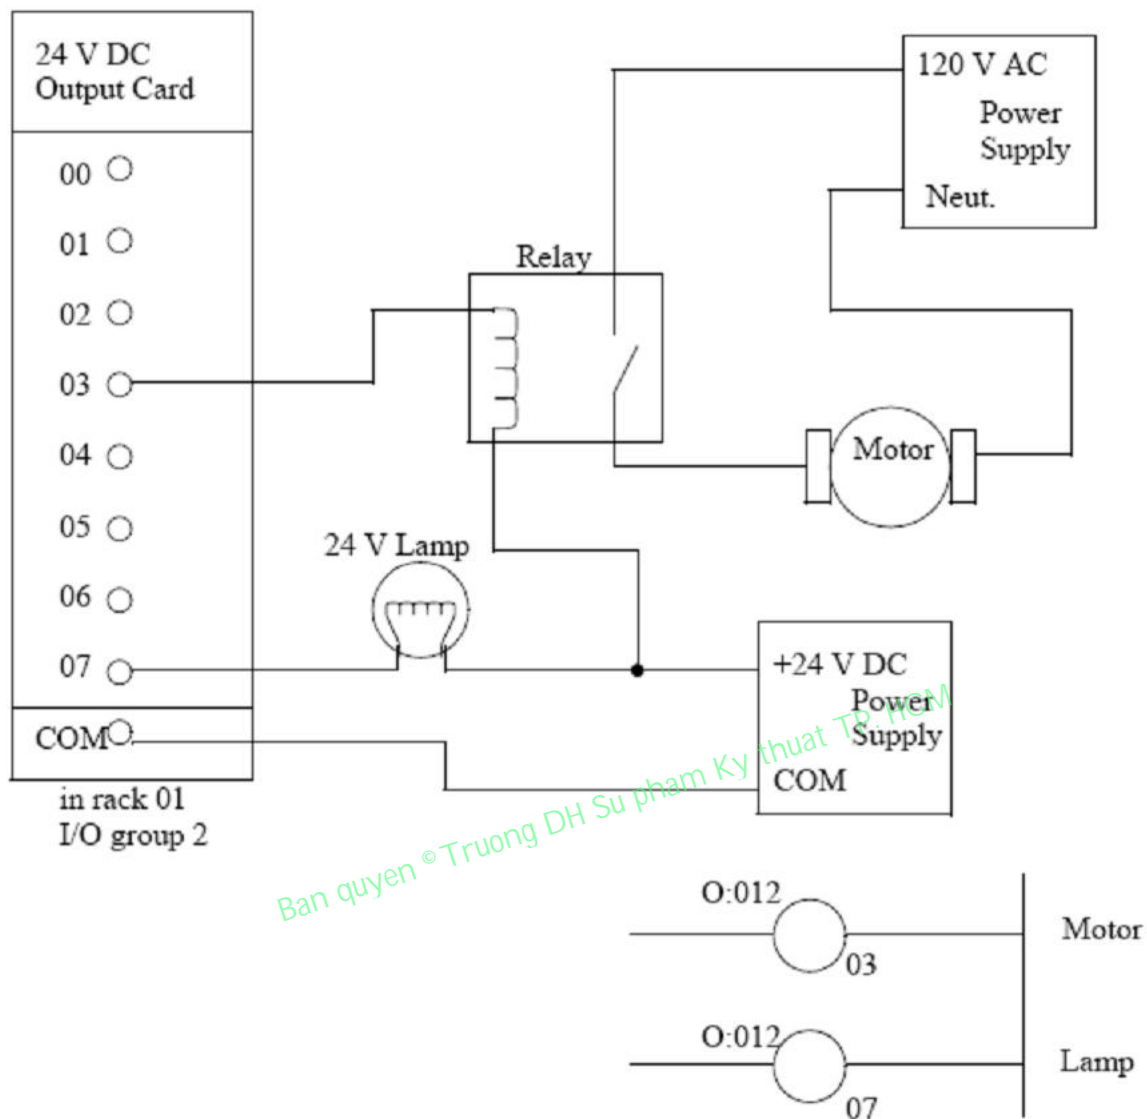 24 V DC
Output Card
00
01
02
03
04
05
06
07
COM
in rack 01
I/O group 2
Relay
120 V AC
Power
Supply
Neut.
Motor
24 V Lamp
+24 V DC
Power
Supply
COM
Ban quyen © Truong DH Su pham Ky thuat TP. HCM
O:012
03
Motor
O:012
07
Lamp